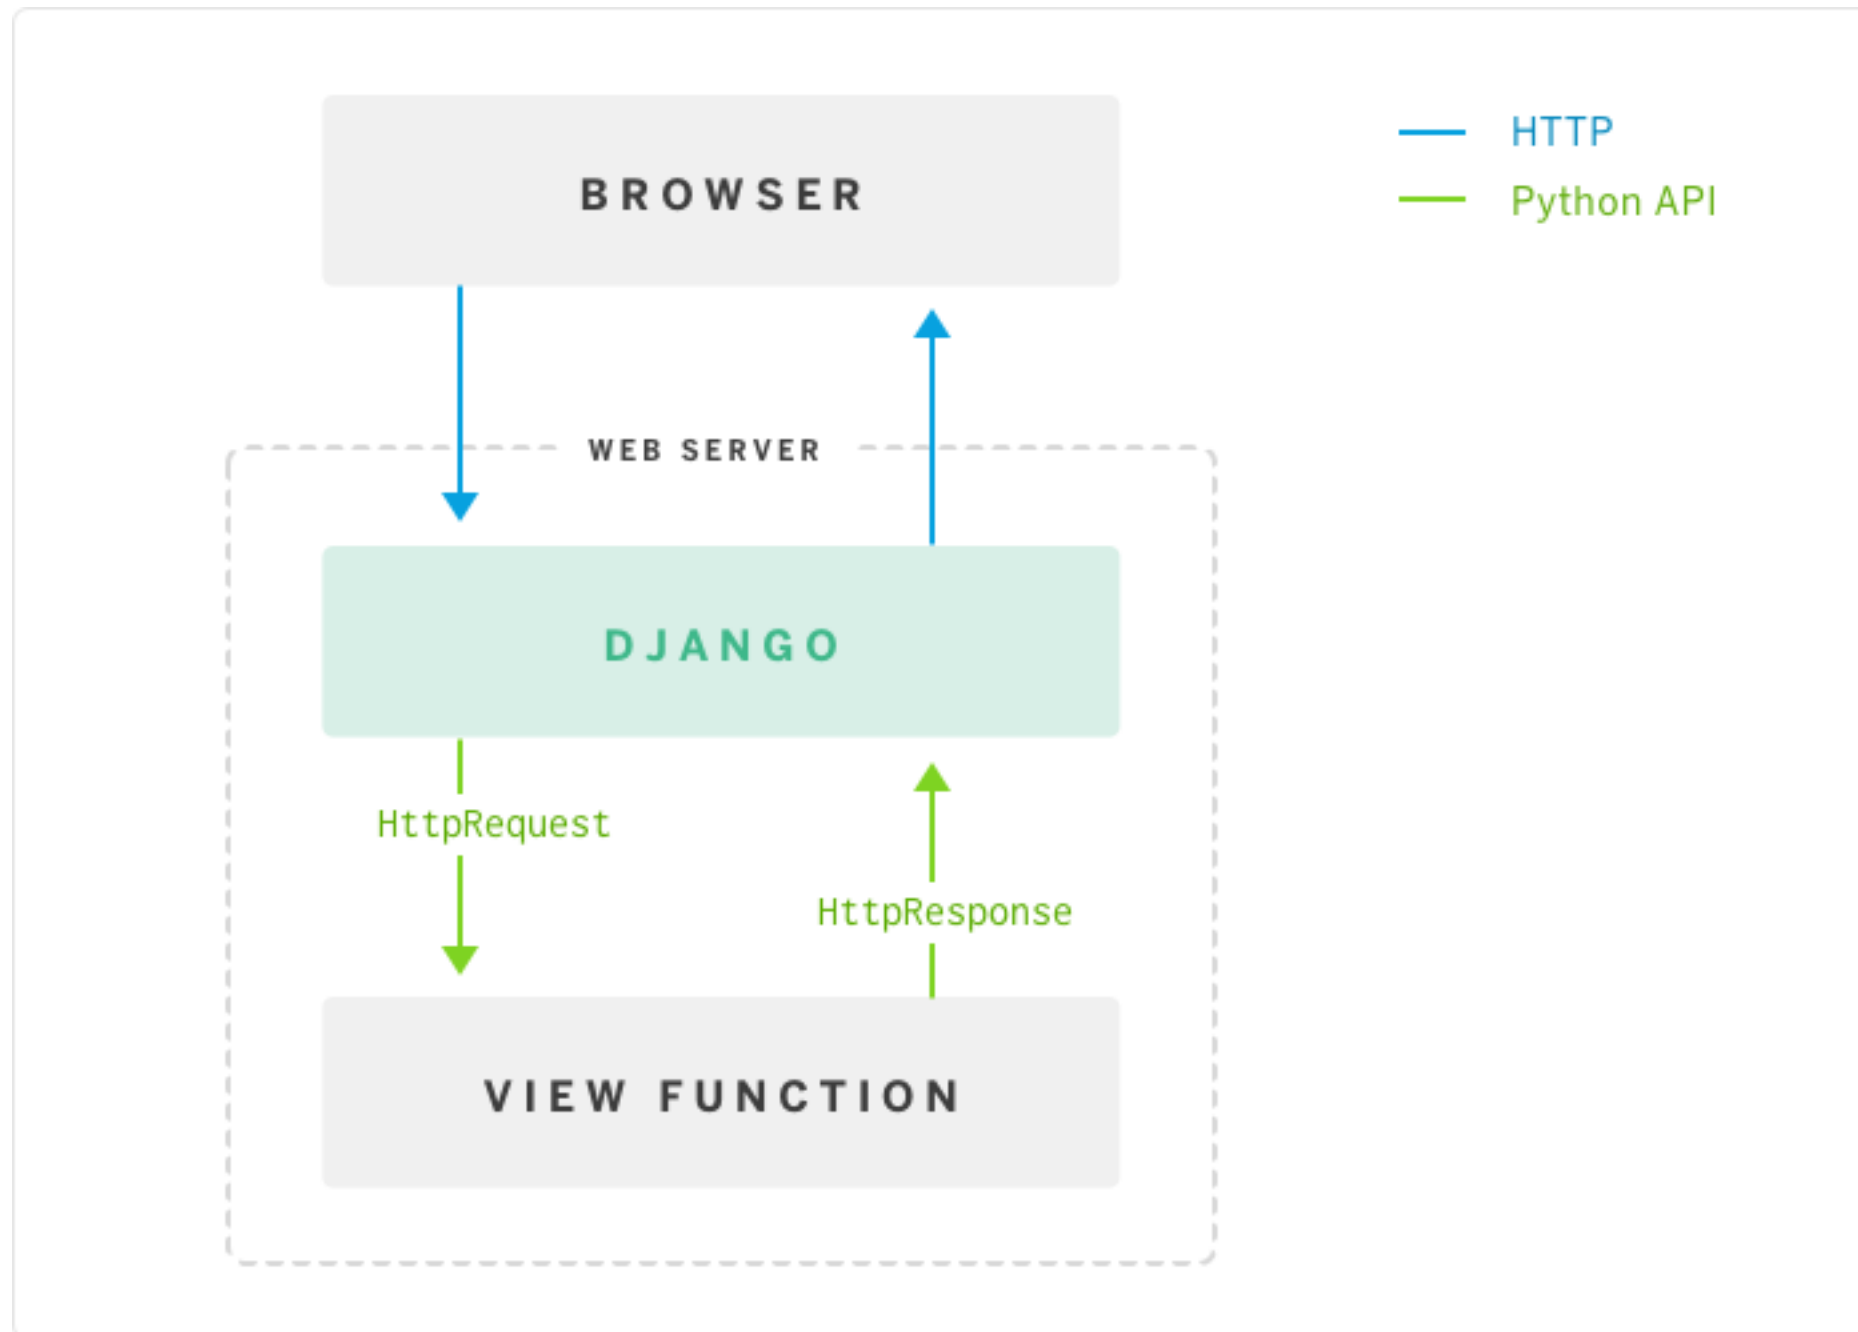 BROWSER
HTTP
Python API
WEB SERVER
DJANGO
HttpRequest
HttpResponse
VIEW FUNCTION